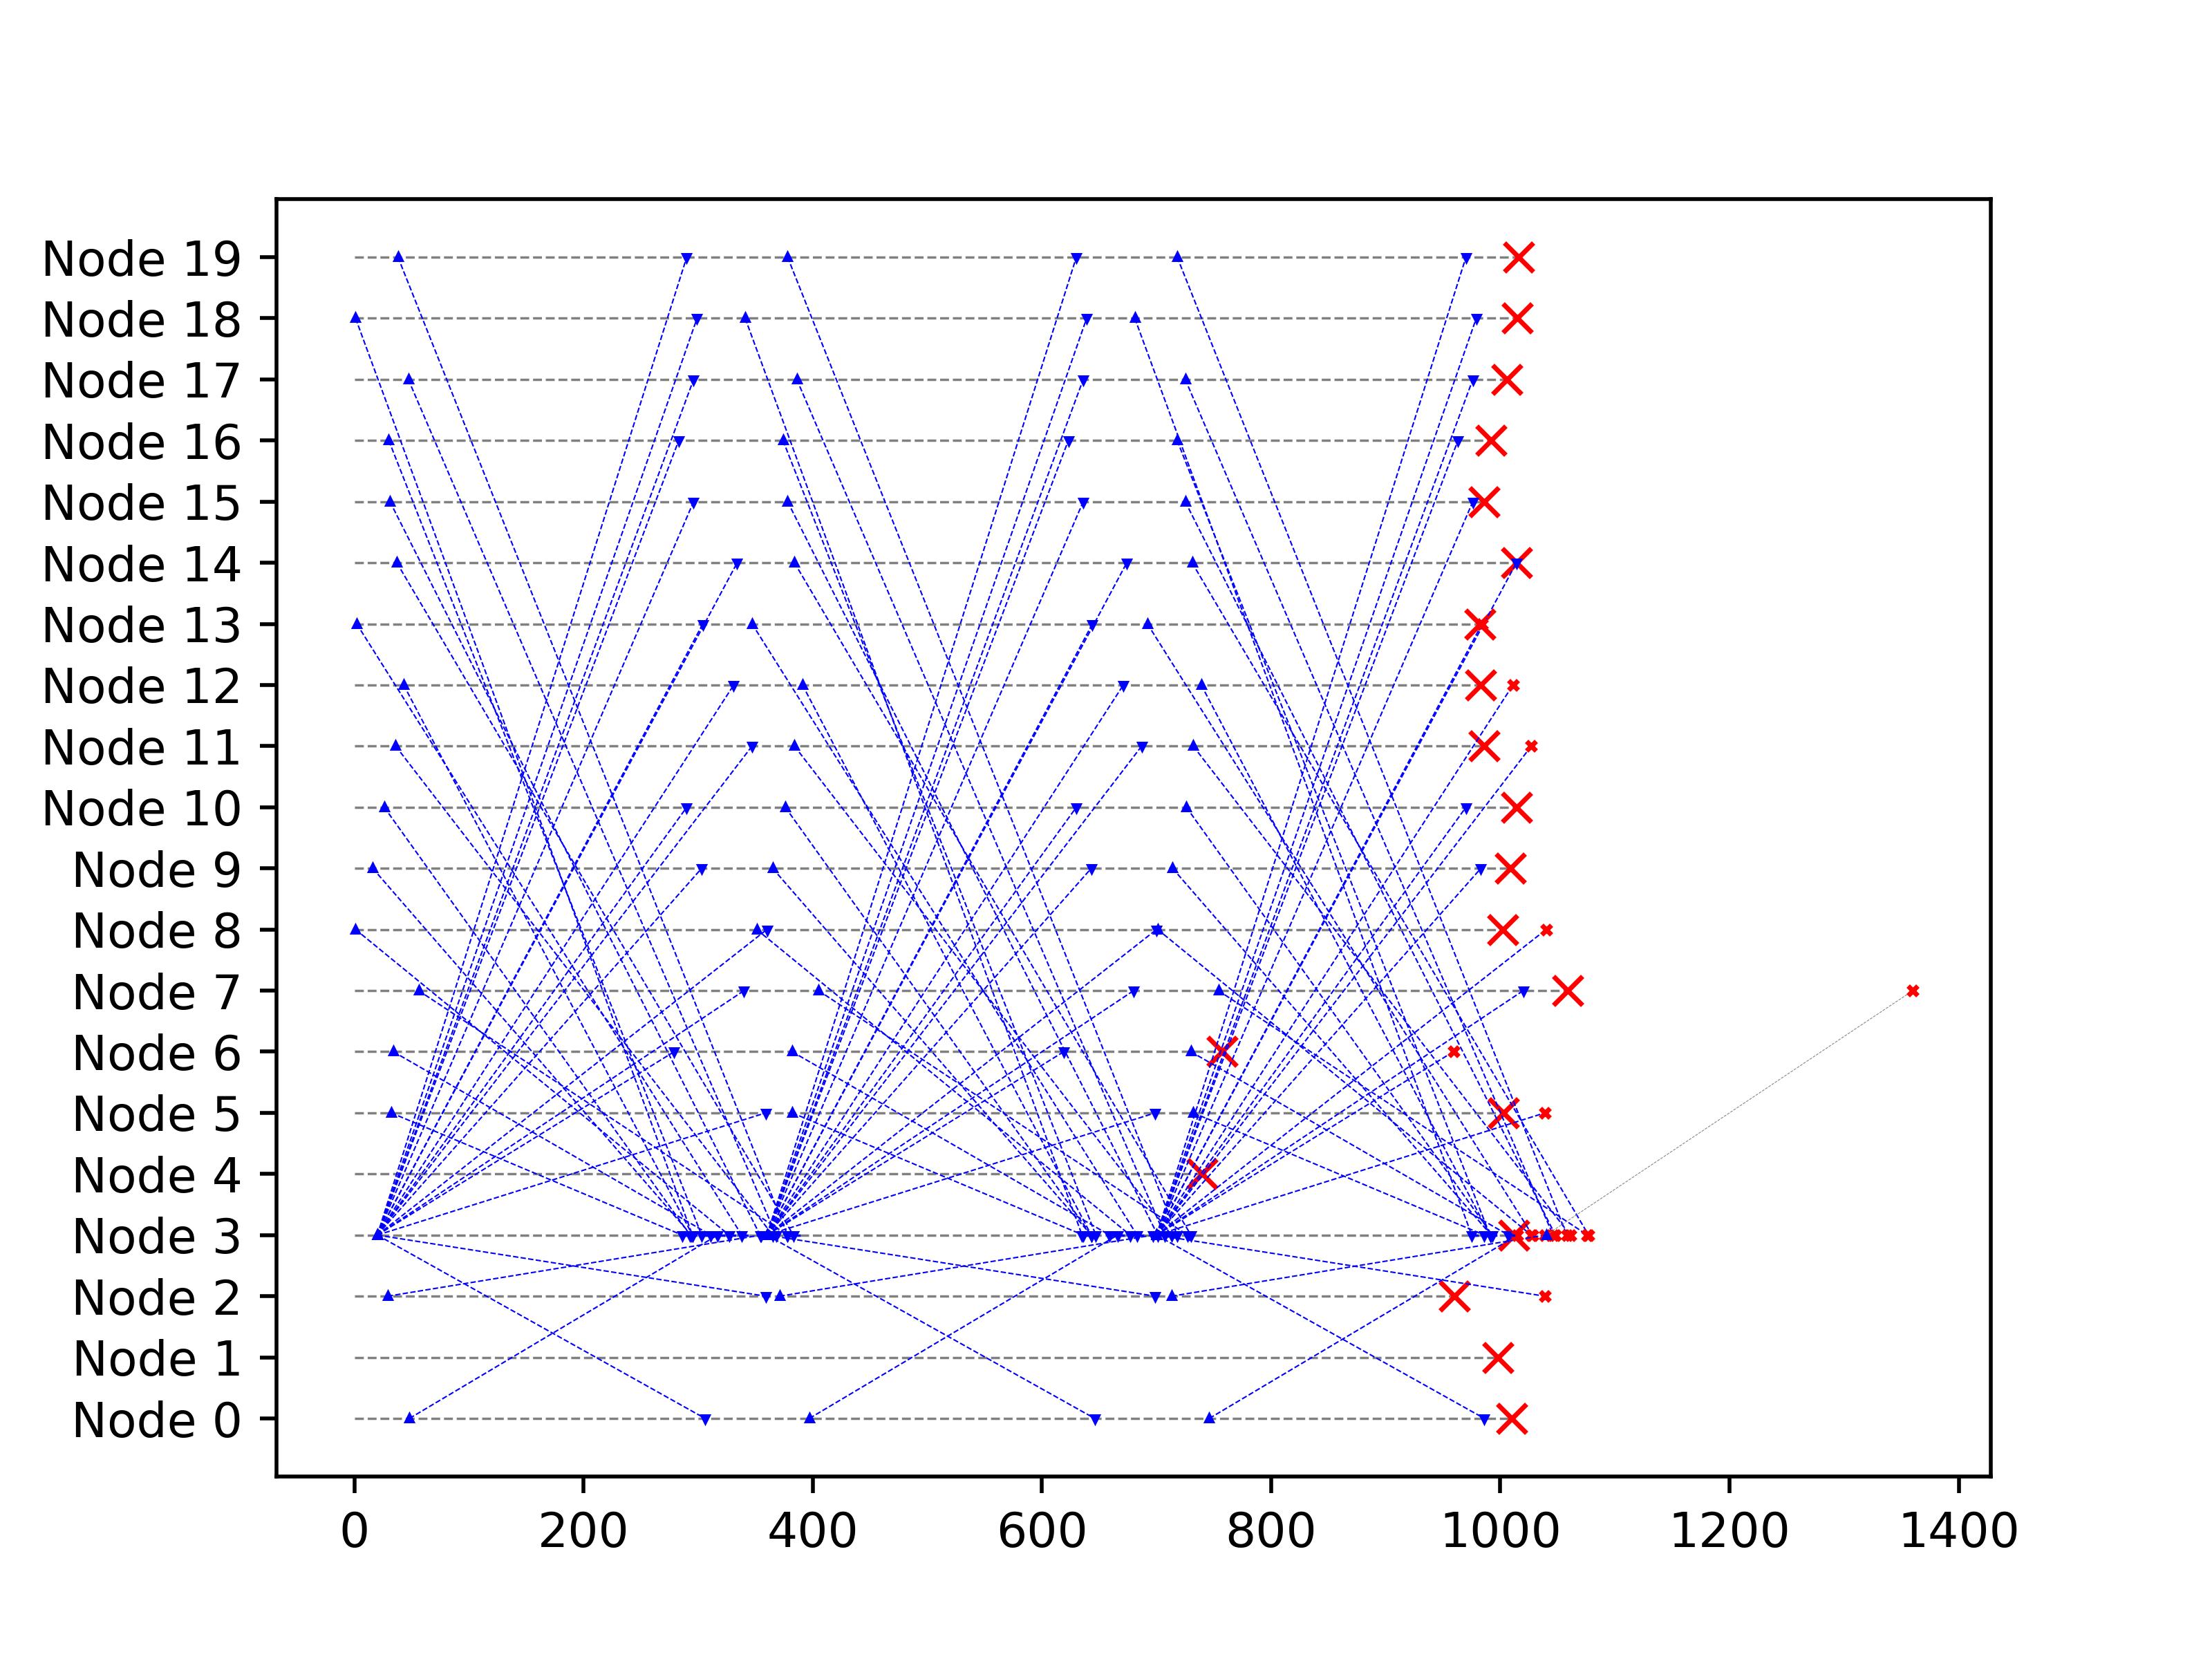 Node 19
Node 18
Node 17
Node 16
Node 15
Node 14
Node 13
Node 12
Node 11
Node 10
Node 9
Node 8
Node 7
Node 6
Node 5
Node 4
Node 3
Node 2
Node 1
Node 0
0 200 400 600 800 1000 1200 1400